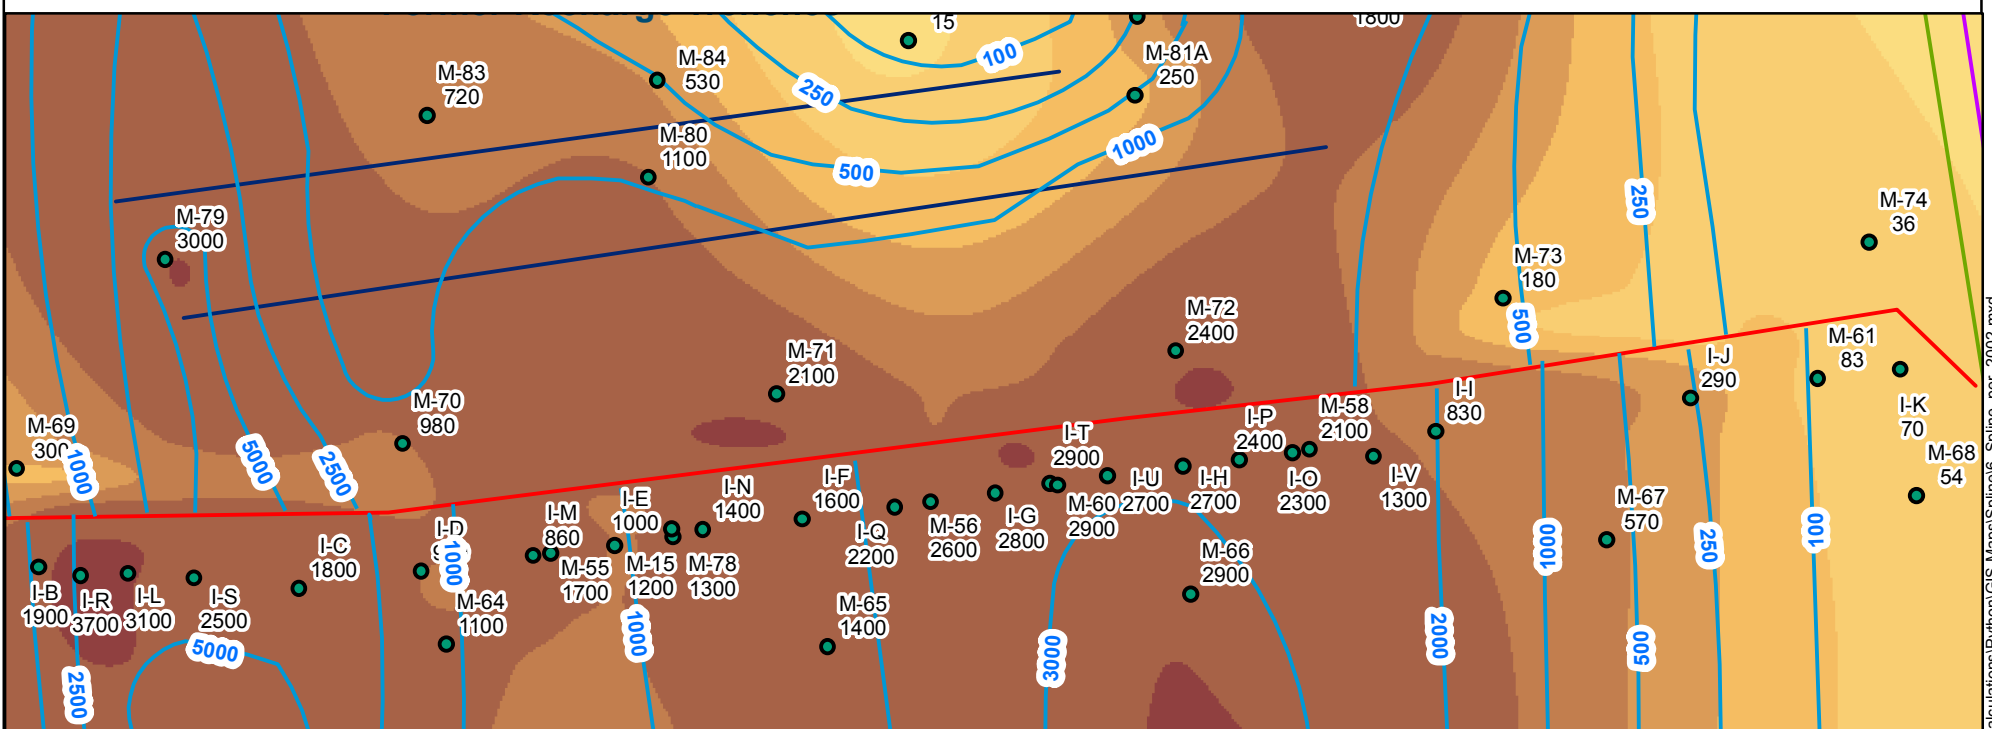 15
1800
M-84
530
M-83
720
100
M-81A
250
250
M-80
1100
1000
500
M-79
3000
250
M-74
36
M-73
180
M-72
2400
500
M-71
2100
M-61
83
I-J
290
M-70
980
I-I
830
M-58
2100
I-P
2400
I-K
70
M-69
300
1000
5000
2500
I-T
2900
M-68
54
I-F
1600
I-N
1400
I-E
1000
I-M
860
I-U
2700
I-H
2700
I-O
2300
I-V
1300
M-67
570
M-60
2900
I-G
2800
M-56
2600
I-Q
2200
I-D
1000
I-C
1800
1000
250
100
M-66
2900
M-55
1700
M-15
1200
M-78
1300
I-B
1900
I-R
3700
I-L
3100
I-S
2500
M-64
1100
M-65
1400
1000
2000
500
5000
3000
2500